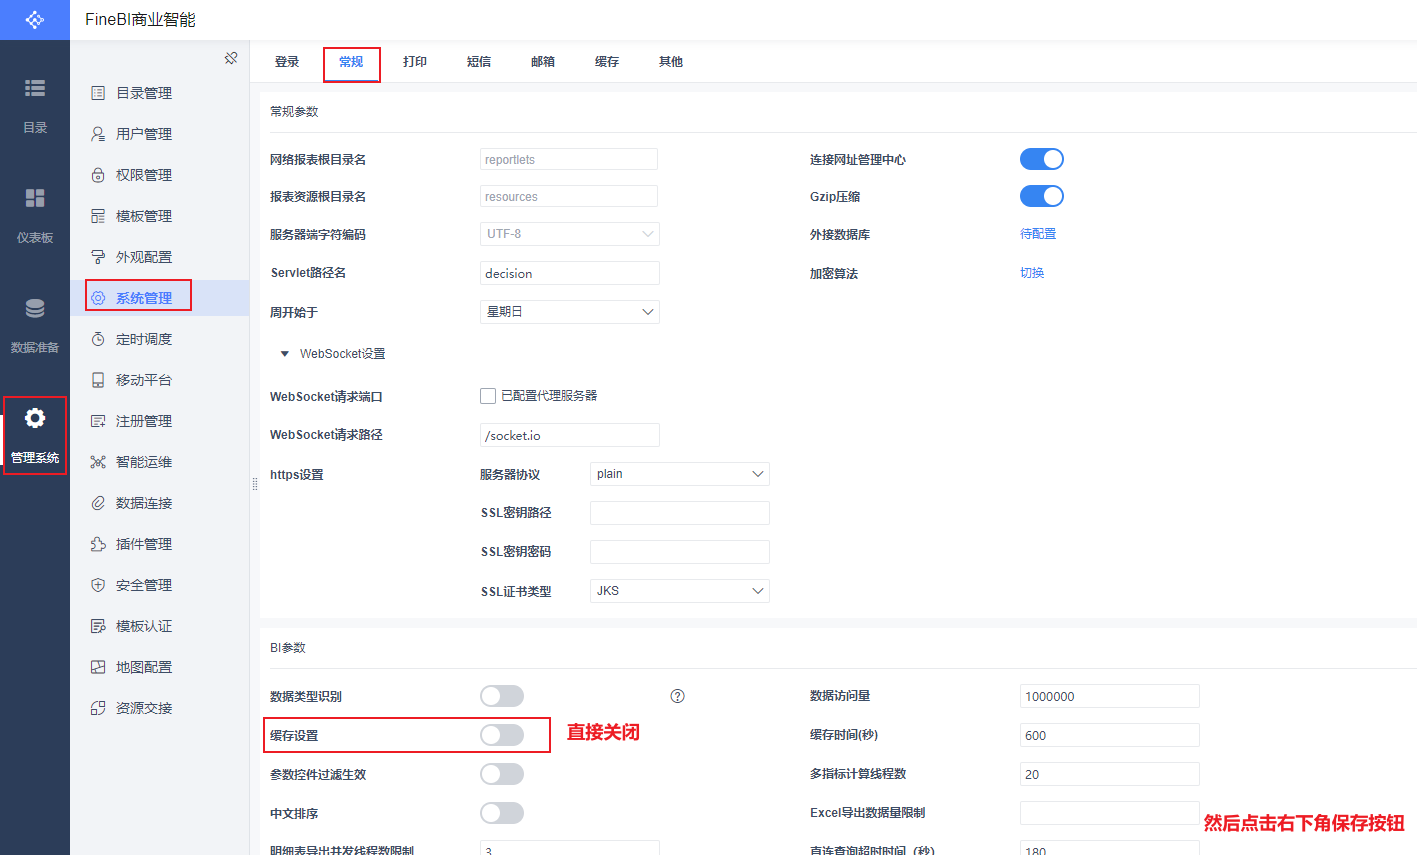 FineBI商业智能
目录
仪表板
数据准备
管理系统
目录管理
用户管理
权限管理
模板管理
外观配置
系统管理
定时调度
移动平台
注册管理
智能运维
数据连接
插件管理
安全管理
模板认证
地图配置
资源交接
登录 常规 打印 短信 邮箱 缓存 其他
常规参数
网络报表根目录名 reportlets 连接网址管理中心
报表资源根目录名 resources Gzip压缩
服务器端字符编码 UTF-8 外接数据库 待配置
Servlet路径名 decision 加密算法 切换
周开始于 星期日
WebSocket设置
WebSocket请求端口 已配置代理服务器
WebSocket请求路径 /socket.io
https设置 服务器协议 plain
SSL密钥路径
SSL密钥密码
SSL证书类型 JKS
BI参数
数据类型识别 ? 数据访问量 1000000
缓存设置 直接关闭 缓存时间(秒) 600
参数控件过滤生效 多指标计算线程数 20
中文排序 Excel导出数据量限制
然后点击右下角保存按钮
明细表导出并发线程数限制 3 直连查询超时时间（秒） 180